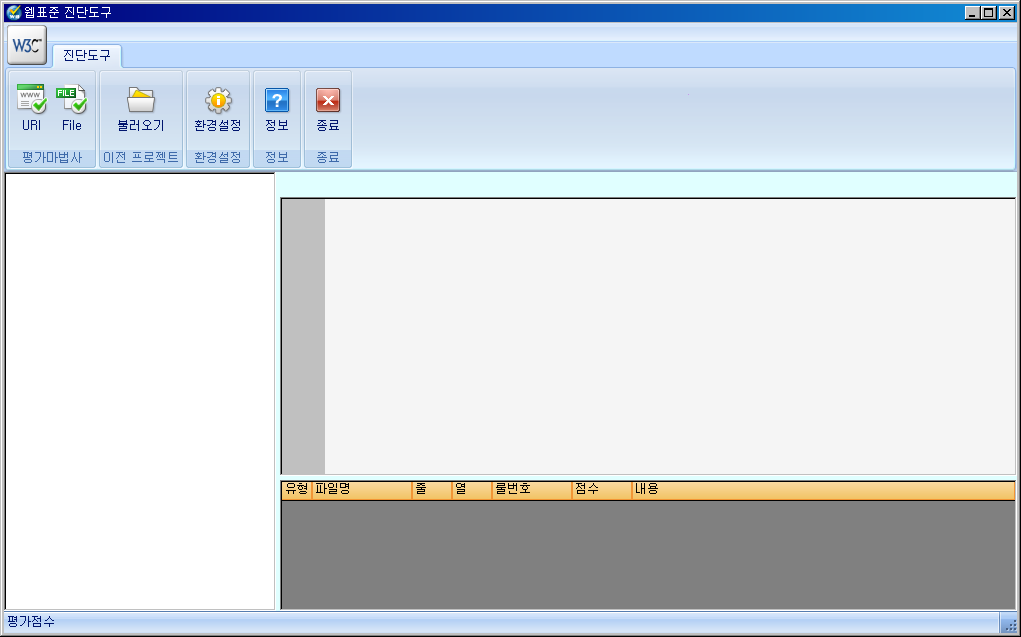 웹표준 진단도구
W3C
진단도구
WWW
FILE
URI File 불러오기 환경설정 정보 종료
평가마법사 이전 프로젝트 환경설정 정보 종료
유형 파일명 줄 열 룰번호 점수 내용
평가점수